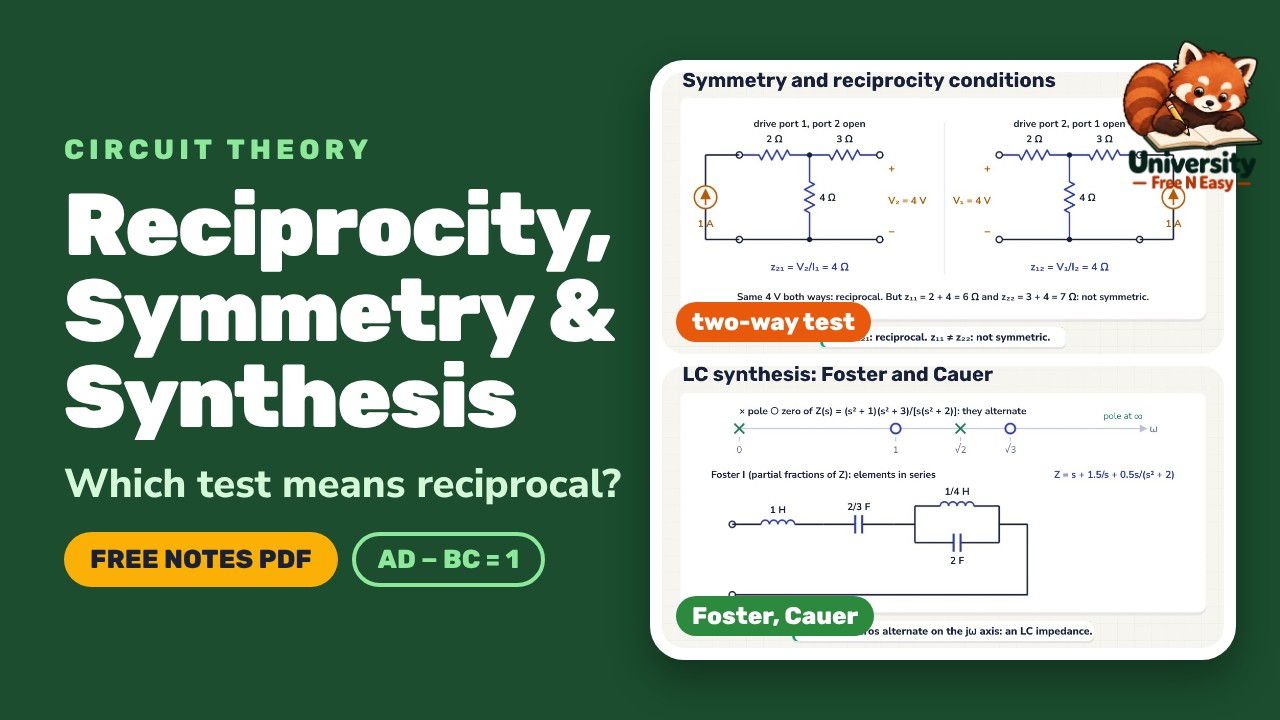 CIRCUIT THEORY
Reciprocity,
Symmetry &
Synthesis
Which test means reciprocal?
FREE NOTES PDF
AD − BC = 1
Symmetry and reciprocity conditions
drive port 1, port 2 open
2 Ω
3 Ω
4 Ω
1 A
+
V₂ = 4 V
−
z₂₁ = V₂/I₁ = 4 Ω
drive port 2, port 1 open
2 Ω
3 Ω
4 Ω
1 A
+
V₁ = 4 V
−
z₁₂ = V₁/I₂ = 4 Ω
Same 4 V both ways: reciprocal. But z₁₁ = 2 + 4 = 6 Ω and z₂₂ = 3 + 4 = 7 Ω: not symmetric.
two-way test
: reciprocal. z₁₁ ≠ z₂₂: not symmetric.
University
Free N Easy
LC synthesis: Foster and Cauer
× pole O zero of Z(s) = (s² + 1)(s² + 3)/[s(s² + 2)]: they alternate
pole at ∞
ω
0
1
√2
√3
Foster I (partial fractions of Z): elements in series
Z = s + 1.5/s + 0.5s/(s² + 2)
1 H
2/3 F
1/4 H
2 F
Foster, Cauer
alternate on the jω axis: an LC impedance.